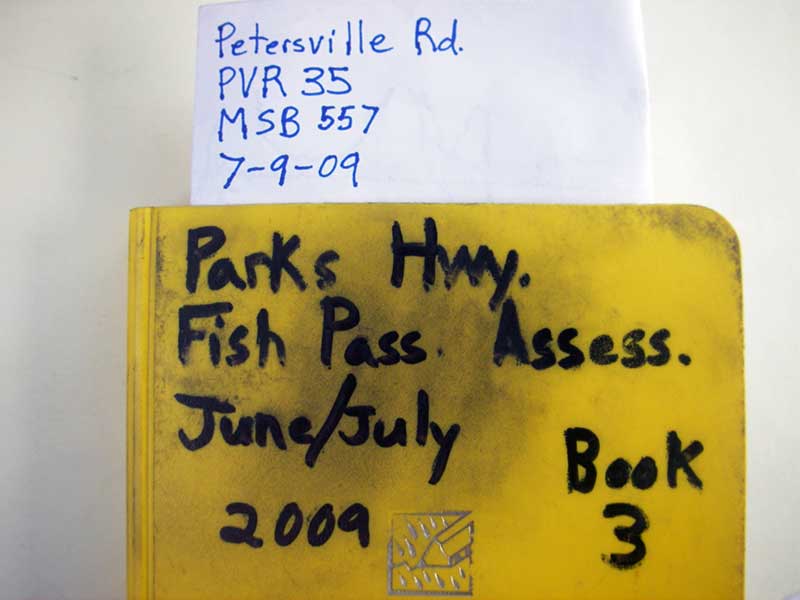 Petersville Rd.
PVR 35
MSB 557
7-9-09
Parks Hwy.
Fish Pass. Assess.
June/July
2009
Book
3